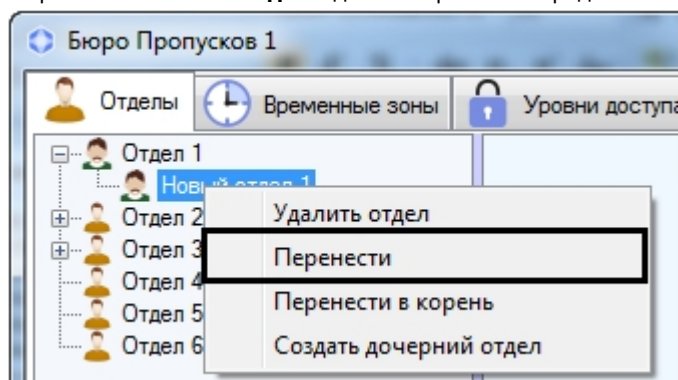 Бюро Пропусков 1
Отделы Временные зоны Уровни доступа
Отдел 1
Новый отдел 1
Отдел 2
Отдел 3
Отдел 4
Отдел 5
Отдел 6
Удалить отдел
Перенести
Перенести в корень
Создать дочерний отдел